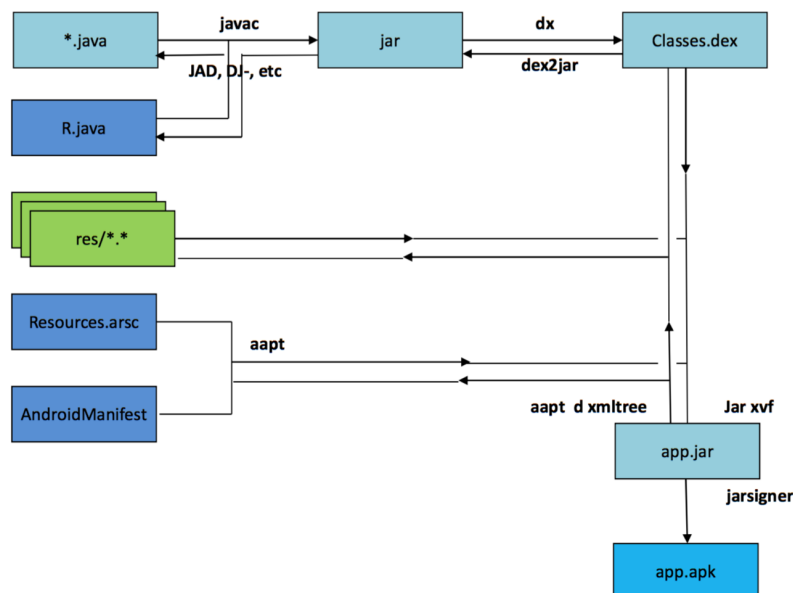 javac
dx
*.java
jar
Classes.dex
JAD, DJ-, etc
dex2jar
R.java
res/*.*
Resources.arsc
aapt
AndroidManifest
aapt d xmltree
Jar xvf
app.jar
jarsigner
app.apk